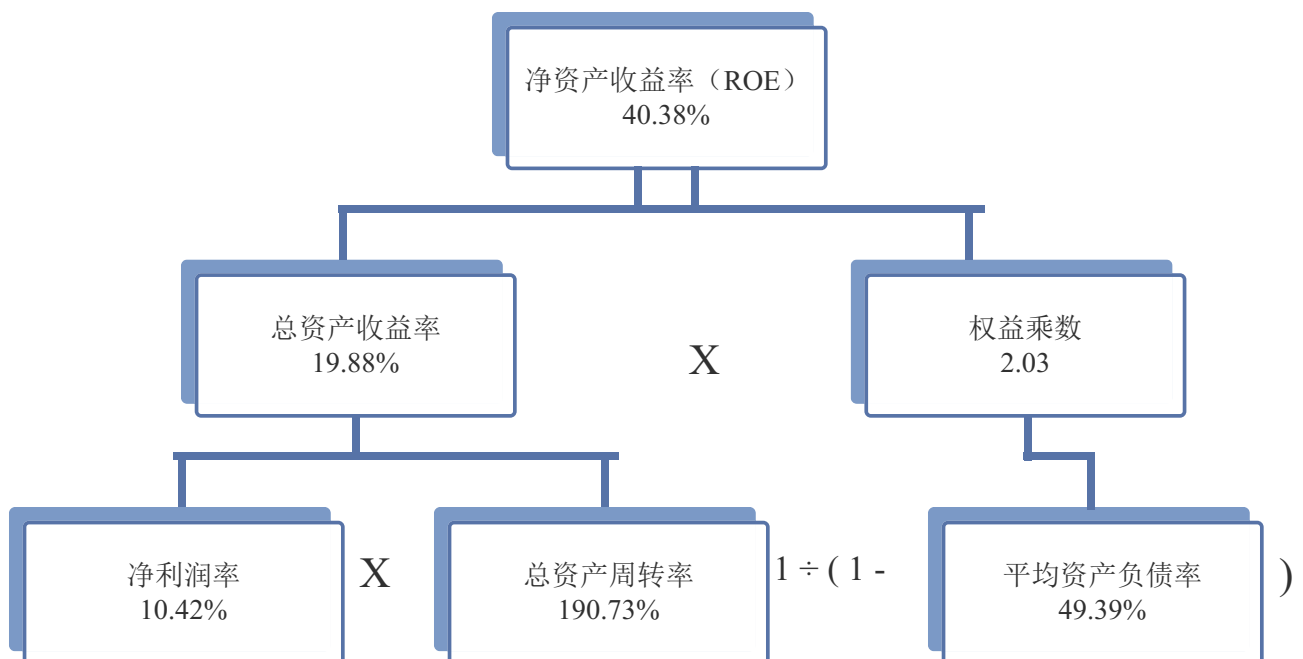 净资产收益率（ROE）
40.38%
总资产收益率
19.88%
X
权益乘数
2.03
净利润率
10.42%
X
总资产周转率
190.73%
1 ÷ ( 1 -
平均资产负债率
49.39%
)